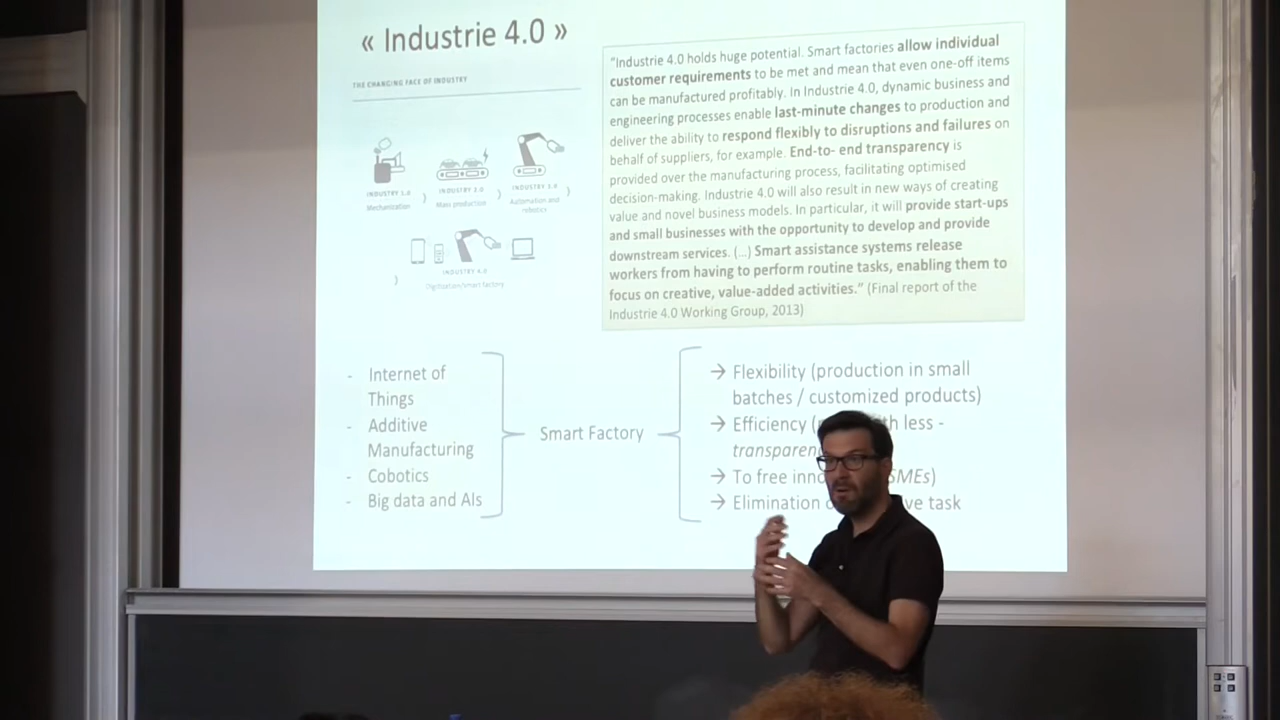 « Industrie 4.0 »
THE CHANGING FACE OF INDUSTRY
INDUSTRY 1.0
Mechanization
INDUSTRY 2.0
Mass production
INDUSTRY 3.0
Automation and
robotics
INDUSTRY 4.0
Digitization/smart factory
"Industrie 4.0 holds huge potential. Smart factories allow individual
customer requirements to be met and mean that even one-off items
can be manufactured profitably. In Industrie 4.0, dynamic business and
engineering processes enable last-minute changes to production and
deliver the ability to respond flexibly to disruptions and failures on
behalf of suppliers, for example. End-to- end transparency is
provided over the manufacturing process, facilitating optimised
decision-making. Industrie 4.0 will also result in new ways of creating
value and novel business models. In particular, it will provide start-ups
and small businesses with the opportunity to develop and provide
downstream services. (...) Smart assistance systems release
workers from having to perform routine tasks, enabling them to
focus on creative, value-added activities." (Final report of the
Industrie 4.0 Working Group, 2013)
- Internet of
Things
- Additive
Manufacturing
- Cobotics
- Big data and AIs
Smart Factory
→ Flexibility (production in small
batches / customized products)
→ Efficiency ( less -
→ To free SMEs)
→ Elimination task